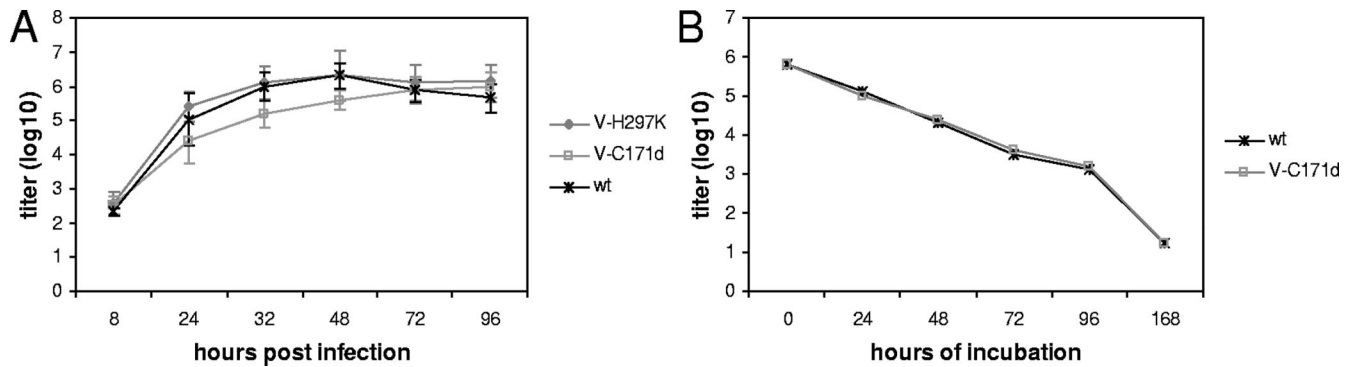 A
titer (log10)
8
7
6
5
4
3
2
1
0
8 24 32 48 72 96
hours post infection
V-H297K
V-C171d
wt
B
titer (log10)
7
6
5
4
3
2
1
0
0 24 48 72 96 168
hours of incubation
wt
V-C171d